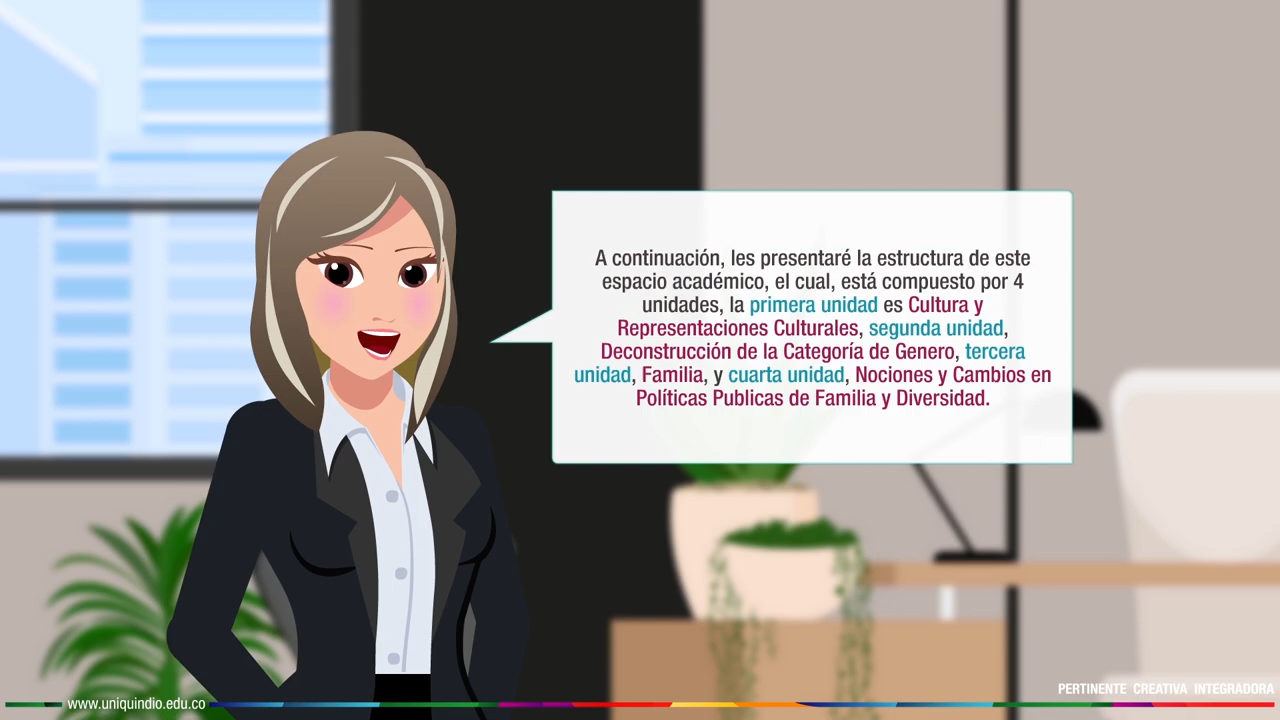 A continuación, les presentaré la estructura de este
espacio académico, el cual, está compuesto por 4
unidades, la primera unidad es Cultura y
Representaciones Culturales, segunda unidad,
Deconstrucción de la Categoría de Genero, tercera
unidad, Familia, y cuarta unidad, Nociones y Cambios en
Políticas Publicas de Familia y Diversidad.
PERTINENTE CREATIVA INTEGRADORA
www.uniquindio.edu.co